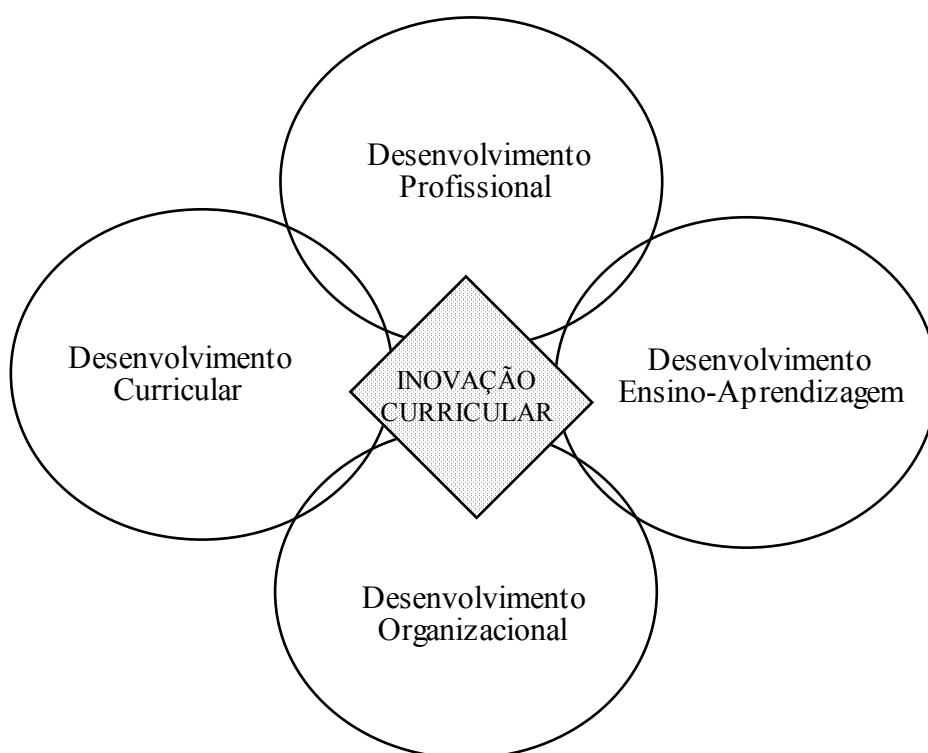 Desenvolvimento
Profissional
Desenvolvimento
Curricular
INOVAÇÃO
CURRICULAR
Desenvolvimento
Ensino-Aprendizagem
Desenvolvimento
Organizacional